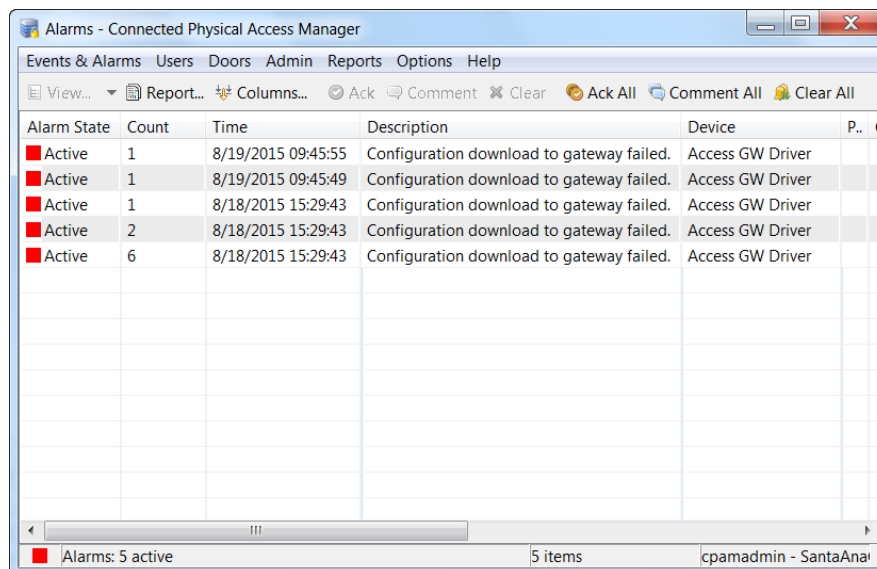 Alarms - Connected Physical Access Manager
Events & Alarms Users Doors Admin Reports Options Help
View... Report... Columns... Ack Comment Clear Ack All Comment All Clear All
Alarm State Count Time Description Device P..
Active 1 8/19/2015 09:45:55 Configuration download to gateway failed. Access GW Driver
Active 1 8/19/2015 09:45:49 Configuration download to gateway failed. Access GW Driver
Active 1 8/18/2015 15:29:43 Configuration download to gateway failed. Access GW Driver
Active 2 8/18/2015 15:29:43 Configuration download to gateway failed. Access GW Driver
Active 6 8/18/2015 15:29:43 Configuration download to gateway failed. Access GW Driver
Alarms: 5 active 5 items cpamadmin - SantaAna